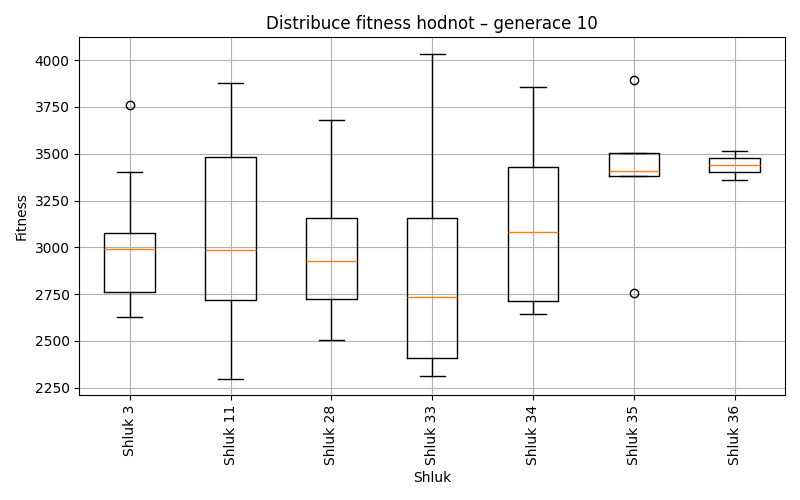 Distribuce fitness hodnot – generace 10
Fitness
4000
3750
3500
3250
3000
2750
2500
2250
Shluk 3
Shluk 11
Shluk 28
Shluk 33
Shluk 34
Shluk 35
Shluk 36
Shluk